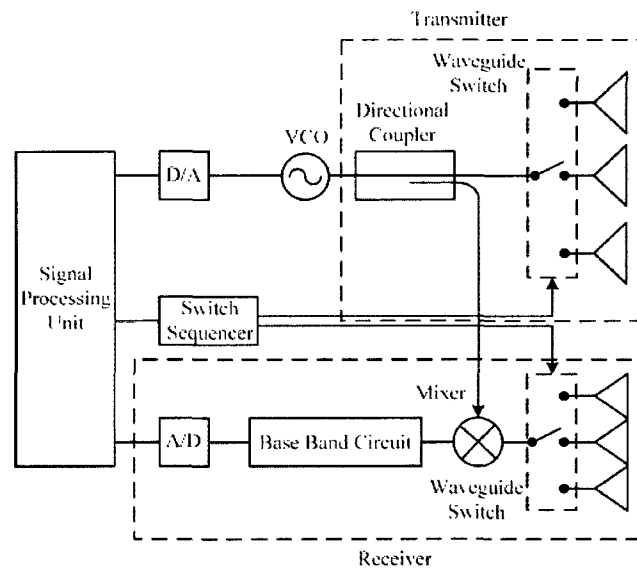 Transmitter
Waveguide
Switch
Directional
Coupler
VCO
D/A
Signal
Processing
Unit
Switch
Sequencer
Mixer
A/D
Base Band Circuit
Waveguide
Switch
Receiver